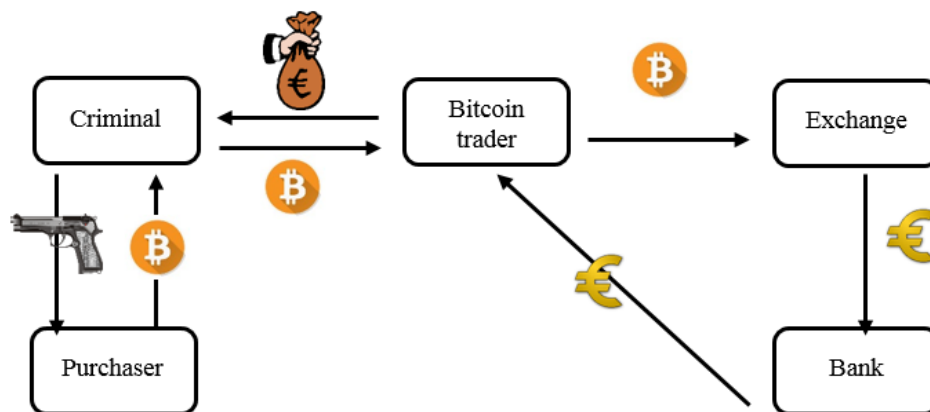 Criminal
Bitcoin
trader
Exchange
Purchaser
Bank